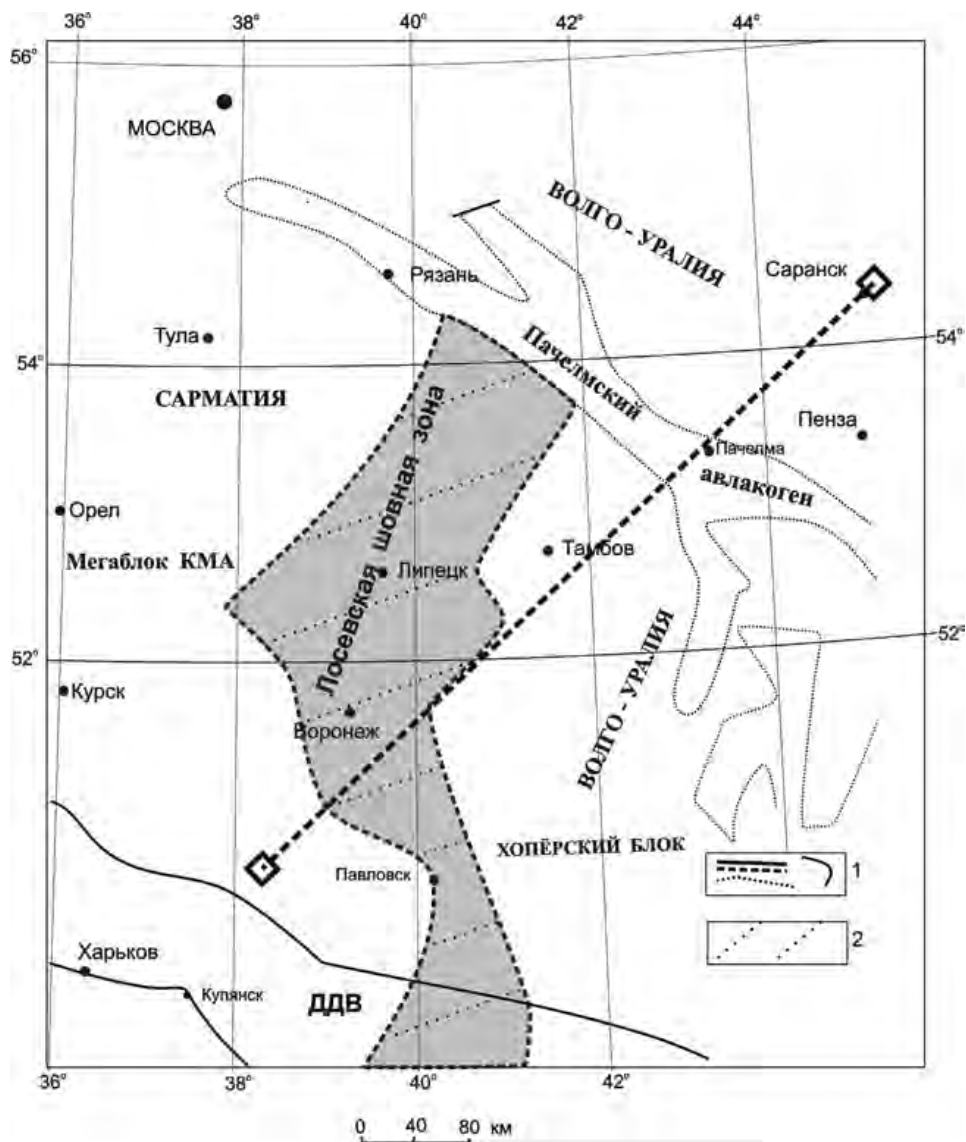 36° 38° 40° 42° 44°
56°
МОСКВА
ВОЛГО - УРАЛИЯ
Саранск
Рязань
Тула
Пачелмский
54° 54°
САРМАТИЯ
Лосевская шовная зона
Пенза
Пачелма
авлакоген
Орел
Тамбов
Мегаблок КМА
Липецк
52° 52°
Курск
Воронеж
ВОЛГО - УРАЛИЯ
ХОПЁРСКИЙ БЛОК
1
Павловск
2
Харьков
Купянск
ДДВ
36° 38° 40° 42°
0 40 80 км